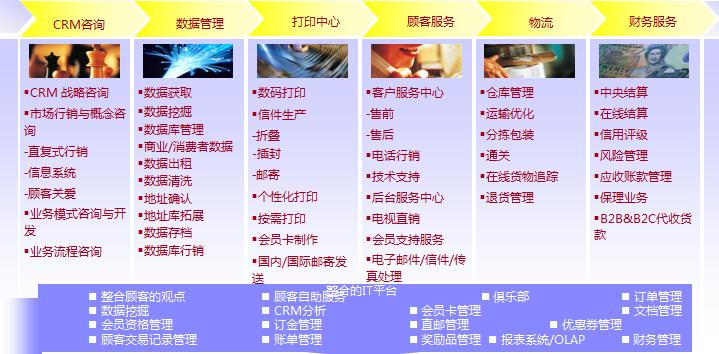 CRM咨询
数据管理
打印中心
顾客服务
物流
财务服务
▪CRM 战略咨询
▪市场行销与概念咨
询
-直复式行销
-信息系统
-顾客关爱
▪业务模式咨询与开
发
▪业务流程咨询
▪数据获取
▪数据挖掘
▪数据库管理
▪商业/消费者数据
▪数据出租
▪数据清洗
▪地址确认
▪地址库拓展
▪数据存档
▪数据库行销
▪数码打印
▪信件生产
-折叠
-插封
-邮寄
▪个性化打印
▪按需打印
▪会员卡制作
▪国内/国际邮寄发
送
▪客户服务中心
-售前
-售后
▪电话行销
▪技术支持
▪后台服务中心
▪电视直销
▪会员支持服务
▪电子邮件/信件/传
真处理
▪仓库管理
▪运输优化
▪分拣包装
▪通关
▪在线货物追踪
▪退货管理
▪中央结算
▪在线结算
▪信用评级
▪风险管理
▪应收账款管理
▪保理业务
▪B2B&B2C代收货
款
整合的IT平台
■ 整合顾客的观点 ■ 顾客自助服务 ■ 俱乐部 ■ 订单管理
■ 数据挖掘 ■ CRM分析 ■ 会员卡管理 ■ 文档管理
■ 会员资格管理 ■ 订金管理 ■ 直邮管理 ■ 优惠券管理
■ 顾客交易记录管理 ■ 账单管理 ■ 奖励品管理 ■ 报表系统/OLAP ■ 财务管理